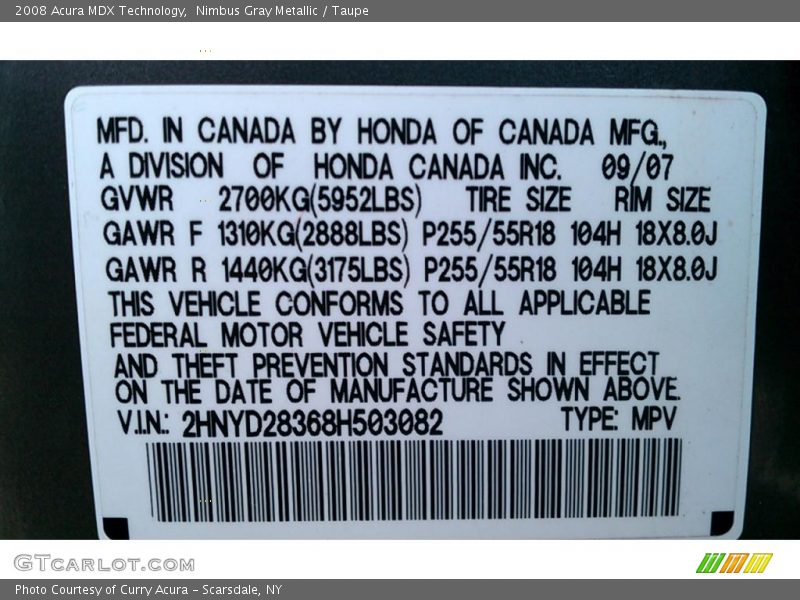 2008 Acura MDX Technology,  Nimbus Gray Metallic / Taupe
MFD. IN CANADA BY HONDA OF CANADA MFG.,
A DIVISION OF HONDA CANADA INC. 09/07
GVWR 2700KG(5952LBS) TIRE SIZE RIM SIZE
GAWR F 1310KG(2888LBS) P255/55R18 104H 18X8.0J
GAWR R 1440KG(3175LBS) P255/55R18 104H 18X8.0J
THIS VEHICLE CONFORMS TO ALL APPLICABLE
FEDERAL MOTOR VEHICLE SAFETY
AND THEFT PREVENTION STANDARDS IN EFFECT
ON THE DATE OF MANUFACTURE SHOWN ABOVE.
V.I.N.: 2HNYD28368H503082 TYPE: MPV
GTCARLOT.COM
Photo Courtesy of Curry Acura - Scarsdale, NY